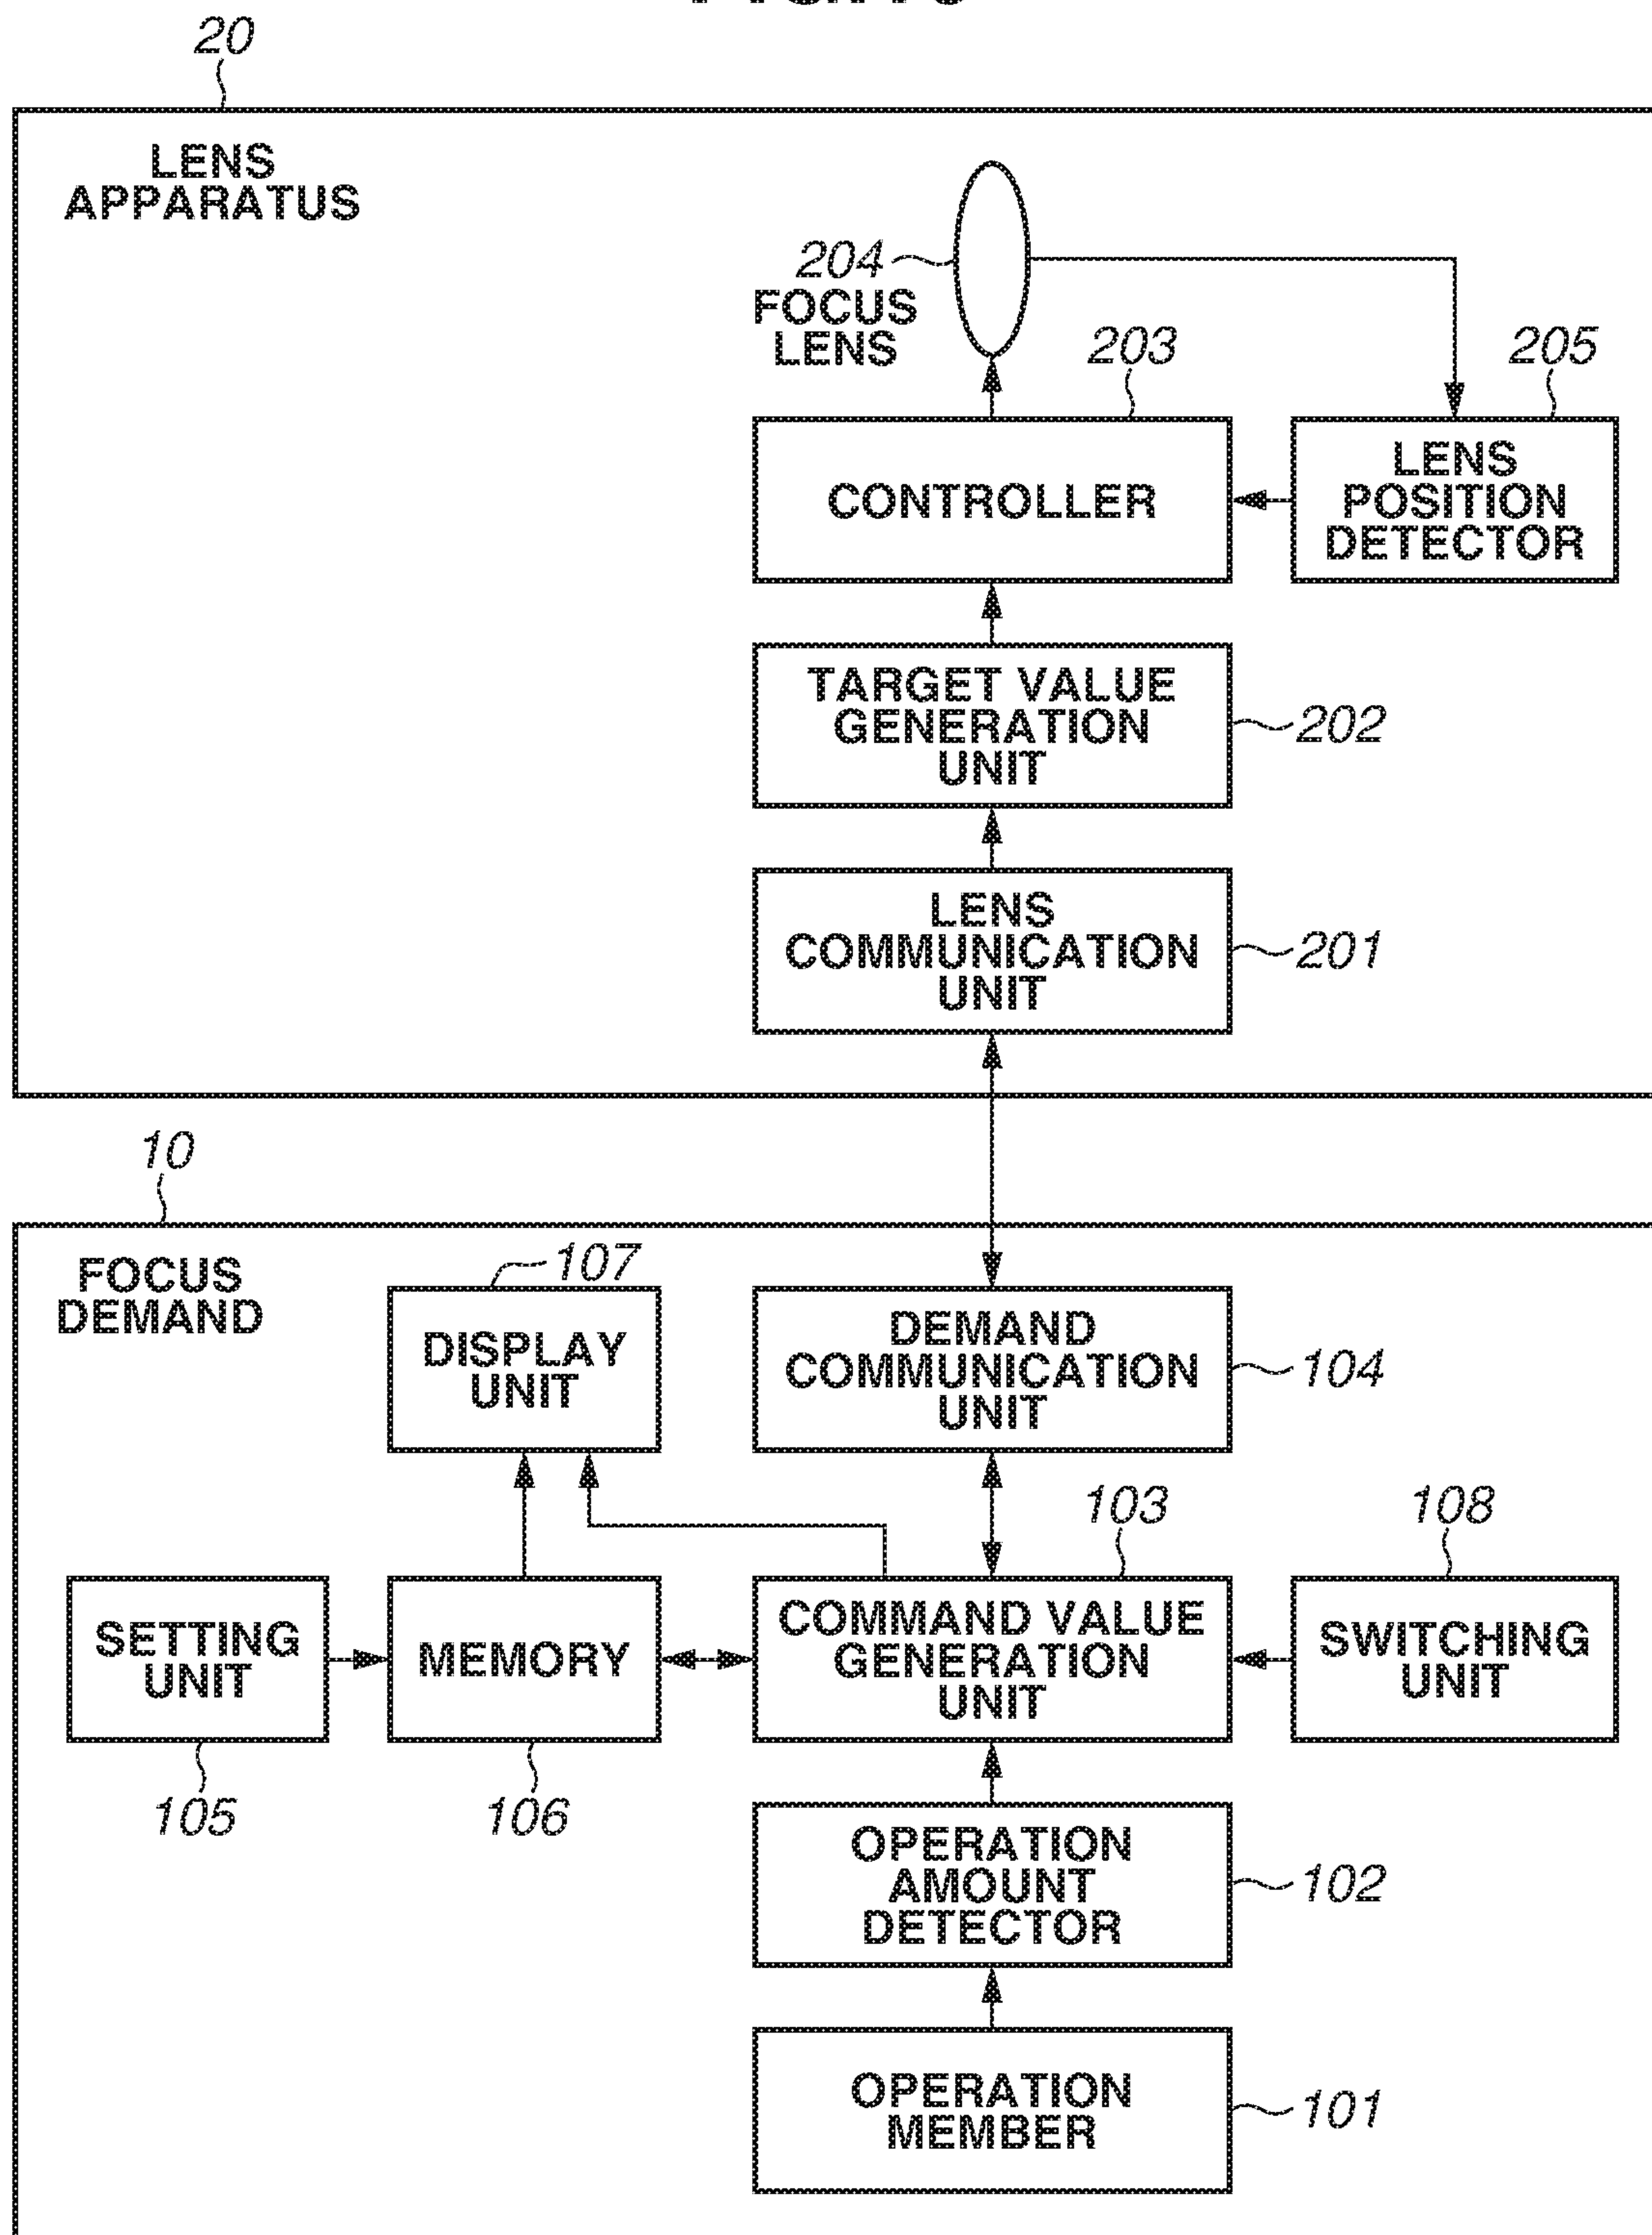 20
LENS
APPARATUS
204
FOCUS
LENS
203
205
CONTROLLER
LENS
POSITION
DETECTOR
TARGET VALUE
GENERATION
UNIT
202
LENS
COMMUNICATION
UNIT
201
10
FOCUS
DEMAND
107
DISPLAY
UNIT
DEMAND
COMMUNICATION
UNIT
104
103
108
SETTING
UNIT
MEMORY
COMMAND VALUE
GENERATION
UNIT
SWITCHING
UNIT
105
106
OPERATION
AMOUNT
DETECTOR
102
OPERATION
MEMBER
101